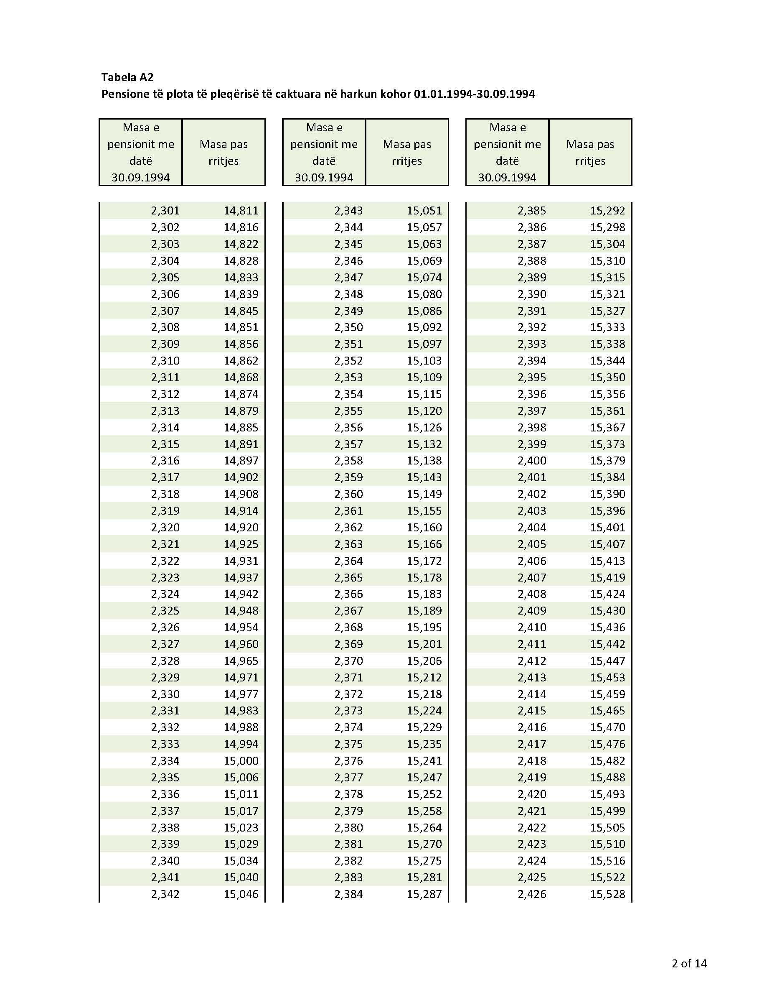 Tabela A2
Pensione të plota të pleqërisë të caktuara në harkun kohor 01.01.1994-30.09.1994
Masa e pensionit me datë 30.09.1994 Masa pas rritjes Masa e pensionit me datë 30.09.1994 Masa pas rritjes Masa e pensionit me datë 30.09.1994 Masa pas rritjes
2,301 14,811 2,343 15,051 2,385 15,292
2,302 14,816 2,344 15,057 2,386 15,298
2,303 14,822 2,345 15,063 2,387 15,304
2,304 14,828 2,346 15,069 2,388 15,310
2,305 14,833 2,347 15,074 2,389 15,315
2,306 14,839 2,348 15,080 2,390 15,321
2,307 14,845 2,349 15,086 2,391 15,327
2,308 14,851 2,350 15,092 2,392 15,333
2,309 14,856 2,351 15,097 2,393 15,338
2,310 14,862 2,352 15,103 2,394 15,344
2,311 14,868 2,353 15,109 2,395 15,350
2,312 14,874 2,354 15,115 2,396 15,356
2,313 14,879 2,355 15,120 2,397 15,361
2,314 14,885 2,356 15,126 2,398 15,367
2,315 14,891 2,357 15,132 2,399 15,373
2,316 14,897 2,358 15,138 2,400 15,379
2,317 14,902 2,359 15,143 2,401 15,384
2,318 14,908 2,360 15,149 2,402 15,390
2,319 14,914 2,361 15,155 2,403 15,396
2,320 14,920 2,362 15,160 2,404 15,401
2,321 14,925 2,363 15,166 2,405 15,407
2,322 14,931 2,364 15,172 2,406 15,413
2,323 14,937 2,365 15,178 2,407 15,419
2,324 14,942 2,366 15,183 2,408 15,424
2,325 14,948 2,367 15,189 2,409 15,430
2,326 14,954 2,368 15,195 2,410 15,436
2,327 14,960 2,369 15,201 2,411 15,442
2,328 14,965 2,370 15,206 2,412 15,447
2,329 14,971 2,371 15,212 2,413 15,453
2,330 14,977 2,372 15,218 2,414 15,459
2,331 14,983 2,373 15,224 2,415 15,465
2,332 14,988 2,374 15,229 2,416 15,470
2,333 14,994 2,375 15,235 2,417 15,476
2,334 15,000 2,376 15,241 2,418 15,482
2,335 15,006 2,377 15,247 2,419 15,488
2,336 15,011 2,378 15,252 2,420 15,493
2,337 15,017 2,379 15,258 2,421 15,499
2,338 15,023 2,380 15,264 2,422 15,505
2,339 15,029 2,381 15,270 2,423 15,510
2,340 15,034 2,382 15,275 2,424 15,516
2,341 15,040 2,383 15,281 2,425 15,522
2,342 15,046 2,384 15,287 2,426 15,528
2 of 14